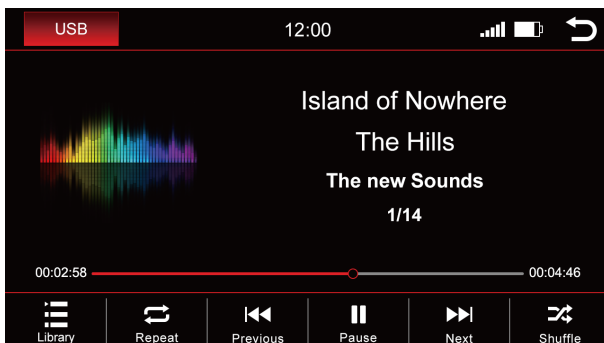 USB
12:00
Island of Nowhere
The Hills
The new Sounds
1/14
00:02:58
00:04:46
Library
Repeat
Previous
Pause
Next
Shuffle